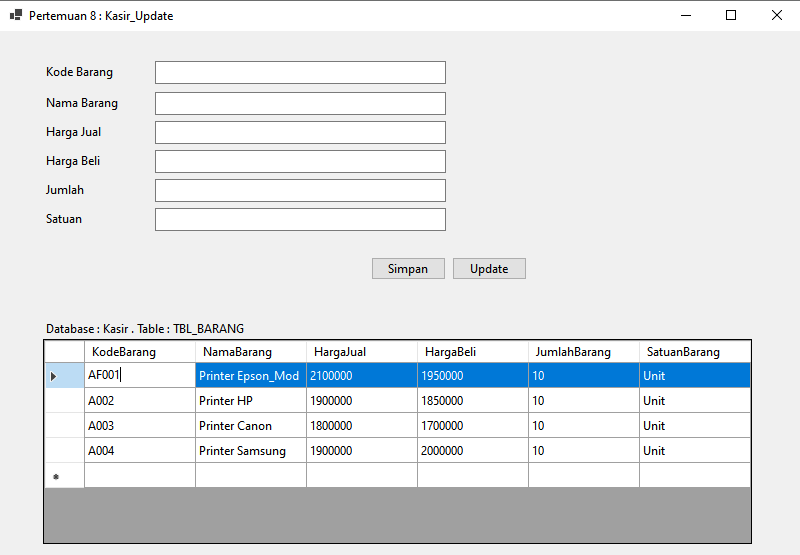 Pertemuan 8 : Kasir_Update
Kode Barang
Nama Barang
Harga Jual
Harga Beli
Jumlah
Satuan
Simpan Update
Database : Kasir . Table : TBL_BARANG
KodeBarang NamaBarang HargaJual HargaBeli JumlahBarang SatuanBarang
AF001 Printer Epson_Mod 2100000 1950000 10 Unit
A002 Printer HP 1900000 1850000 10 Unit
A003 Printer Canon 1800000 1700000 10 Unit
A004 Printer Samsung 1900000 2000000 10 Unit